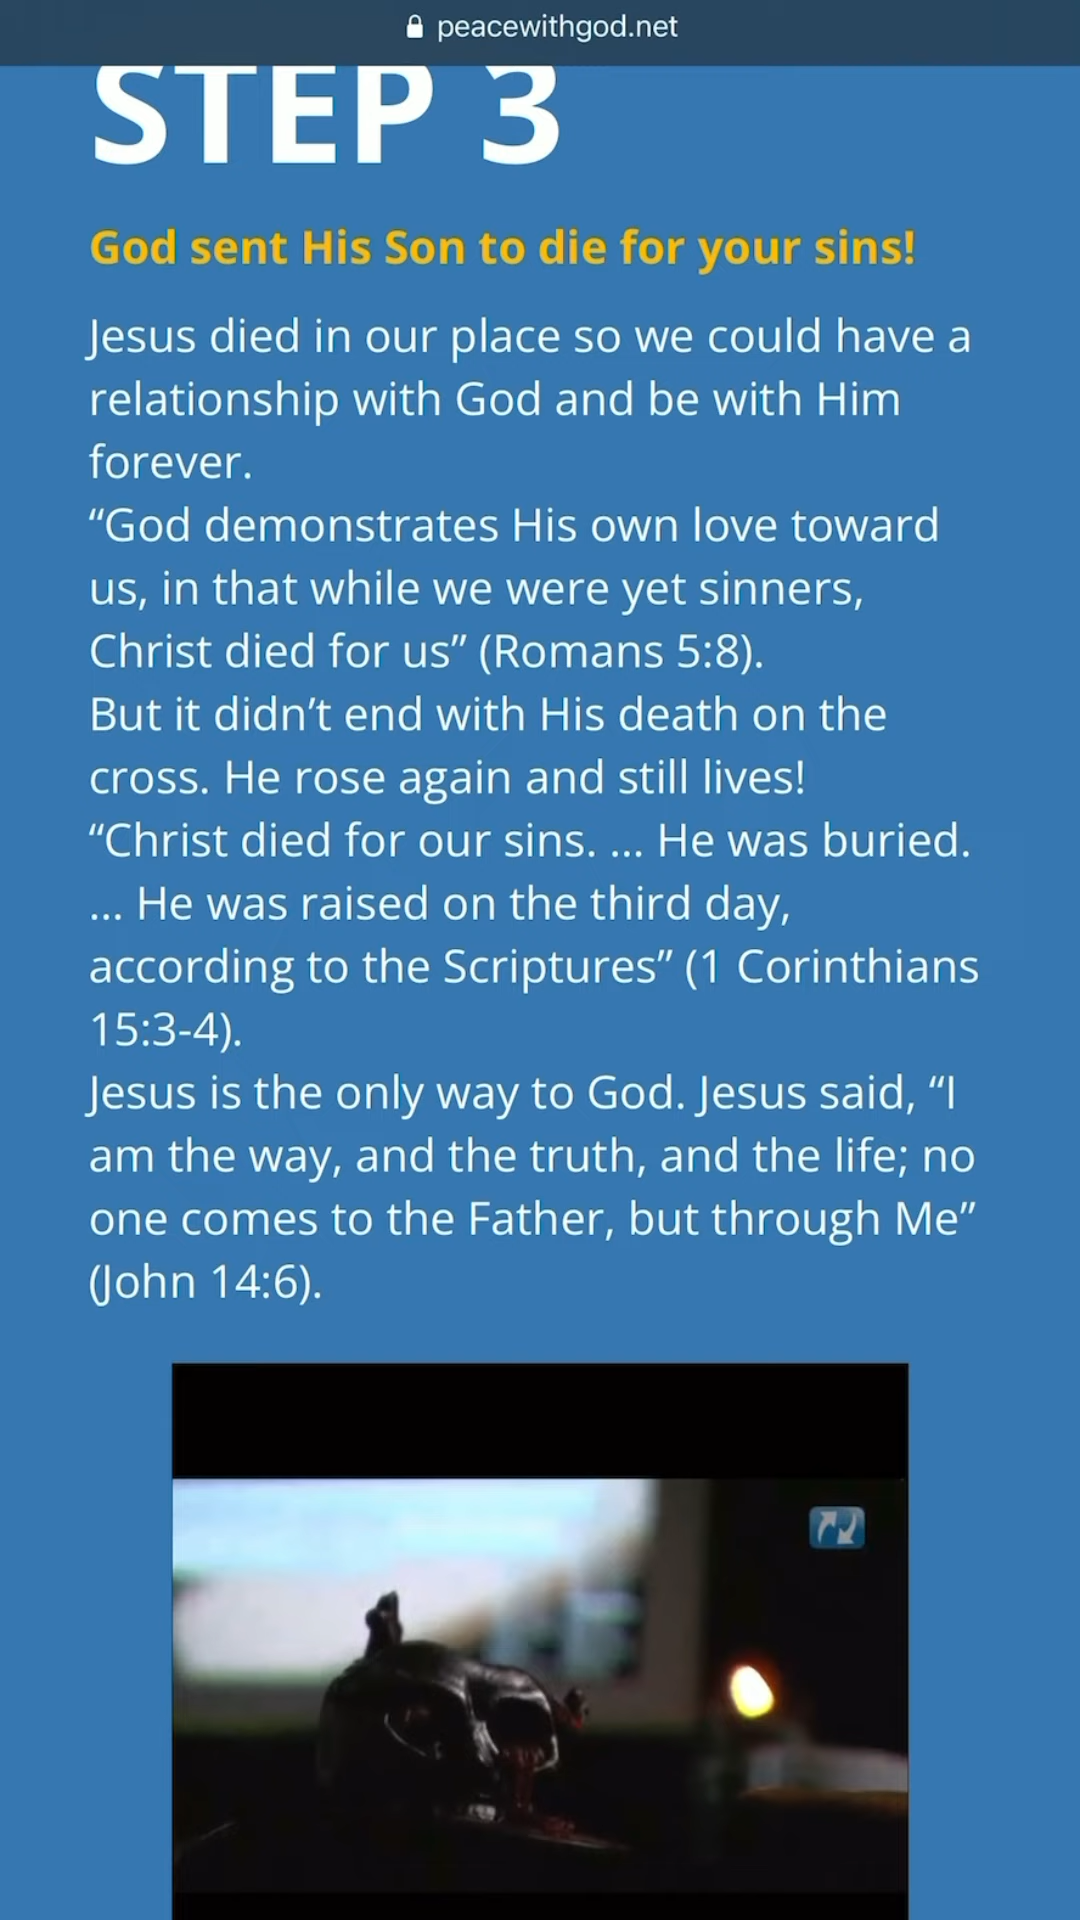 peacewithgod.net
STEP 3
God sent His Son to die for your sins!
Jesus died in our place so we could have a
relationship with God and be with Him
forever.
“God demonstrates His own love toward
us, in that while we were yet sinners,
Christ died for us” (Romans 5:8).
But it didn’t end with His death on the
cross. He rose again and still lives!
“Christ died for our sins. ... He was buried.
... He was raised on the third day,
according to the Scriptures” (1 Corinthians
15:3-4).
Jesus is the only way to God. Jesus said, “I
am the way, and the truth, and the life; no
one comes to the Father, but through Me”
(John 14:6).